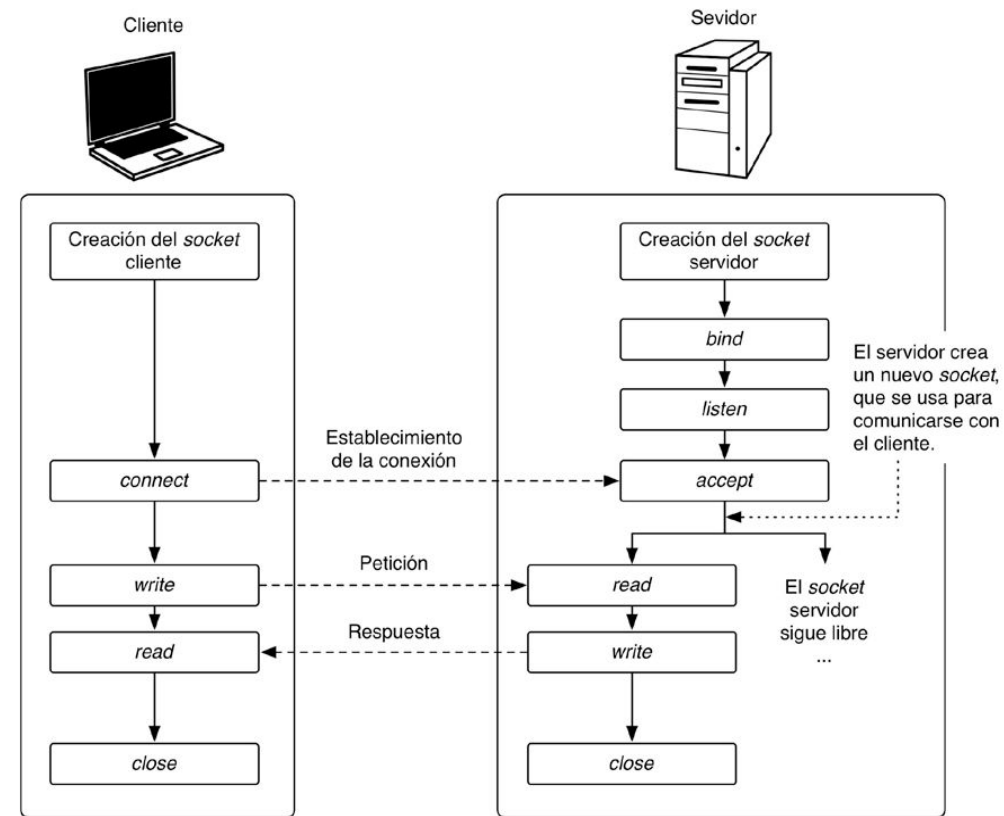 Cliente
Sevidor
Creación del socket
cliente
Creación del socket
servidor
bind
El servidor crea
un nuevo socket,
que se usa para
comunicarse con
el cliente.
listen
Establecimiento
de la conexión
connect
accept
Petición
write
read
El socket
servidor
sigue libre
...
Respuesta
read
write
close
close